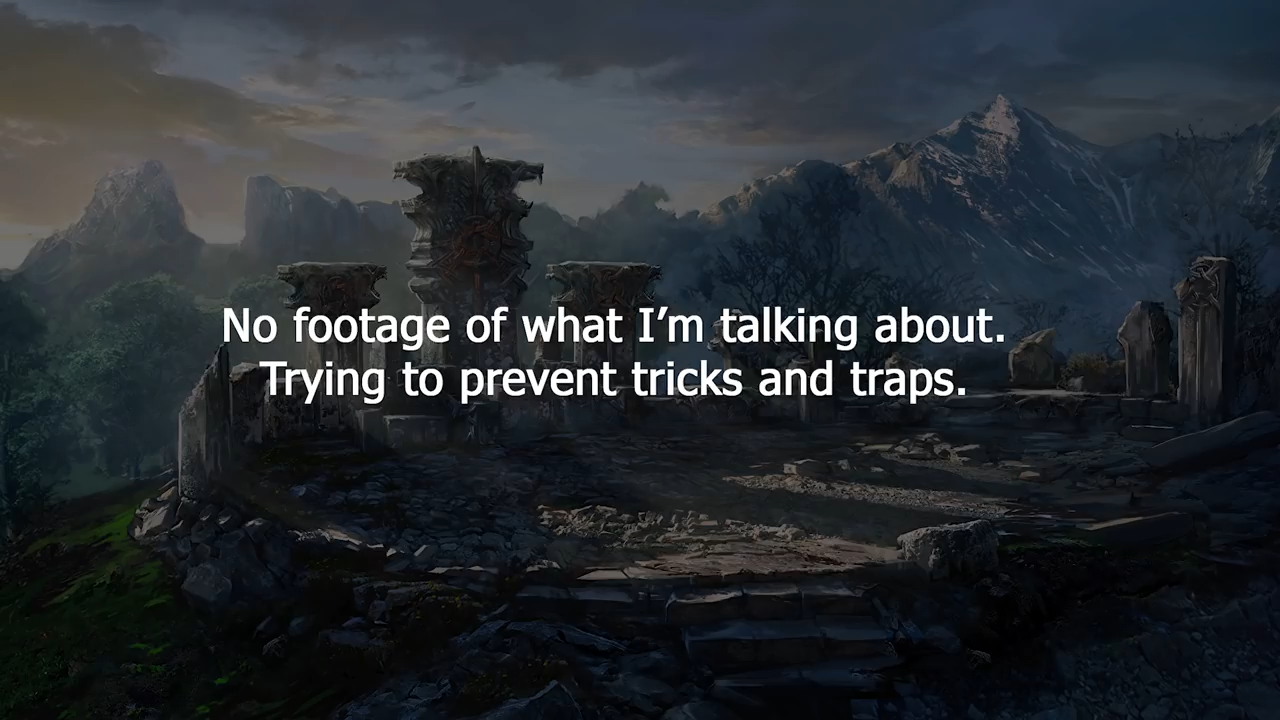 No footage of what I’m talking about.
Trying to prevent tricks and traps.